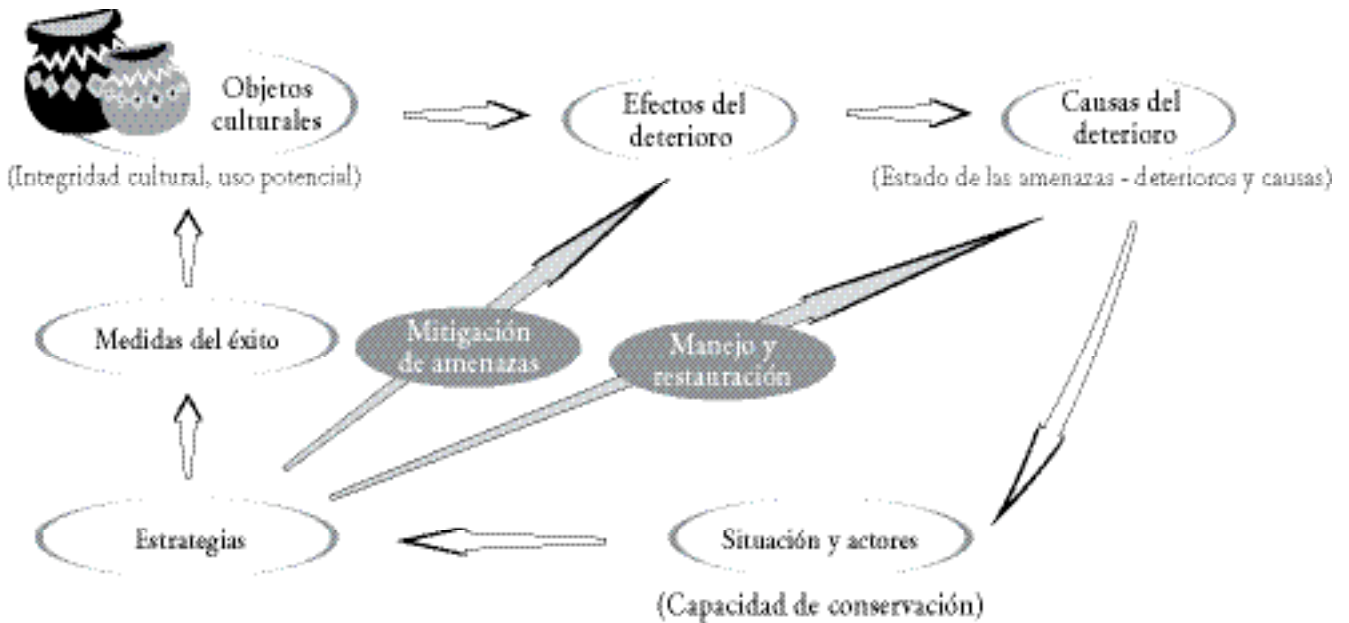 Objetos
culturales
(Integridad cultural, uso potencial)
Efectos del
deterioro
Causas del
deterioro
(Estado de las amenazas - deterioros y causas)
Medidas del éxito
Mitigación
de amenazas
Manejo y
restauración
Estrategias
Situación y actores
(Capacidad de conservación)